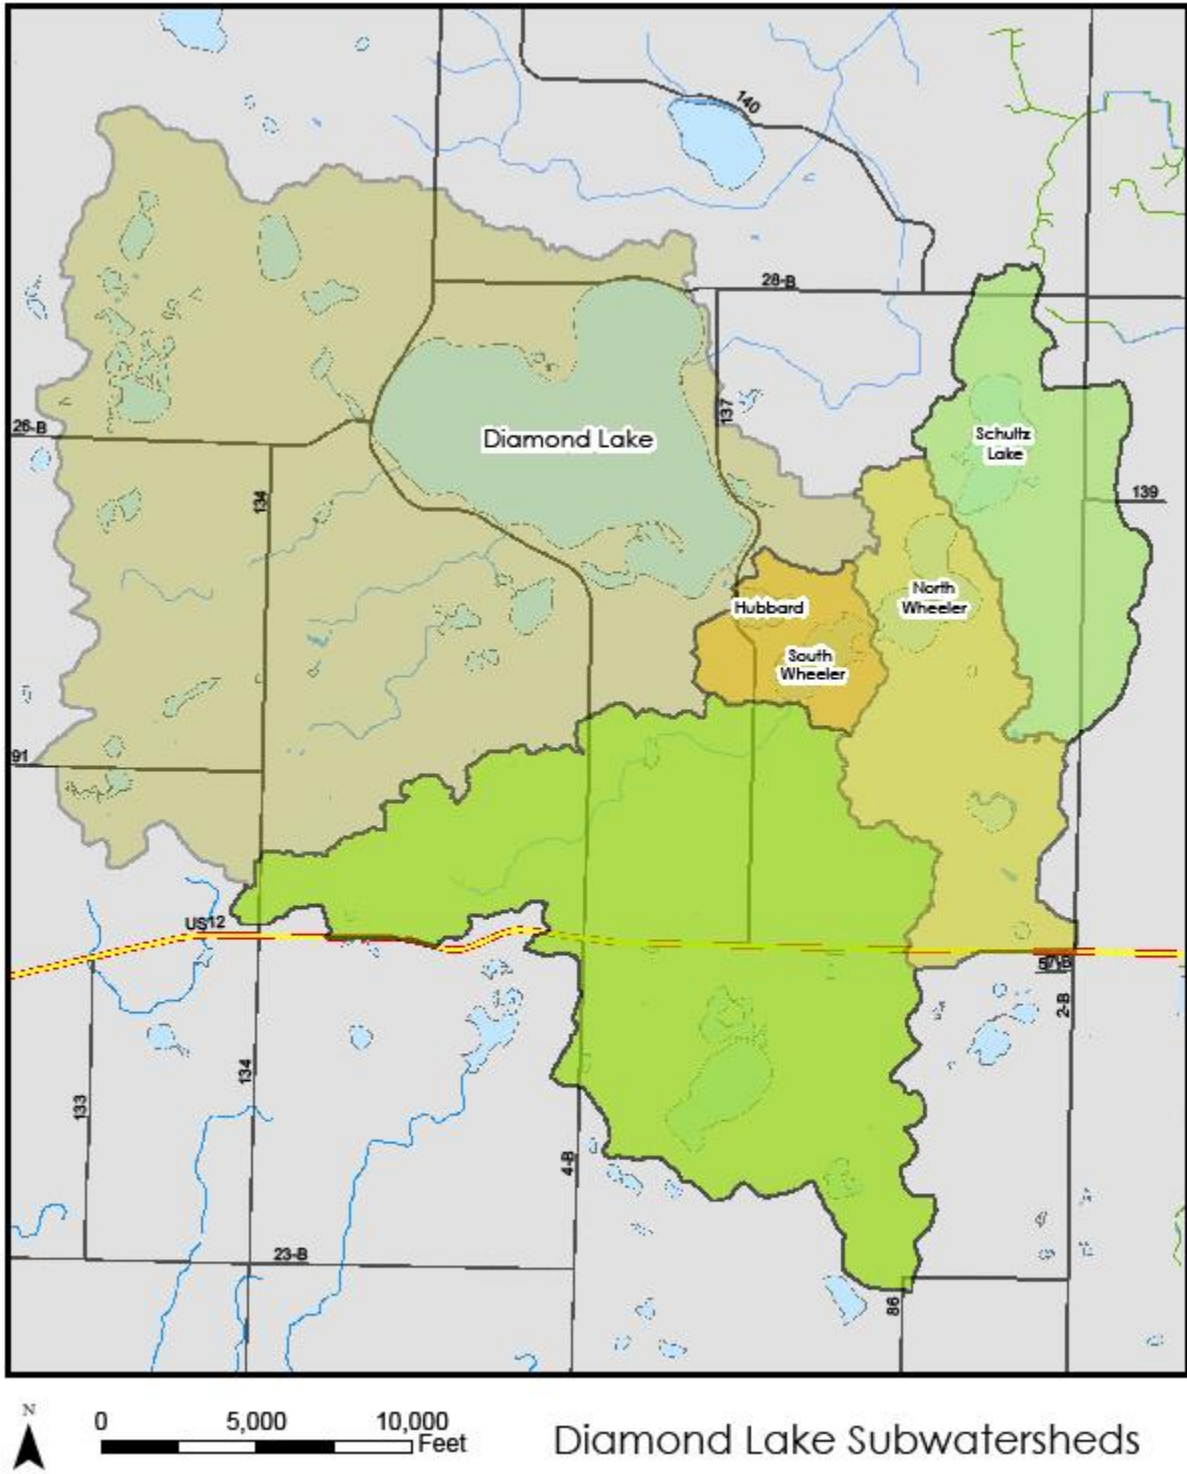 140
28-B
137
26-B
Diamond Lake
Schultz
Lake
134
139
North
Wheeler
Hubbard
South
Wheeler
91
US12
2-B
134
133
4-B
23-B
86
N
0
5,000
10,000
Feet
Diamond Lake Subwatersheds